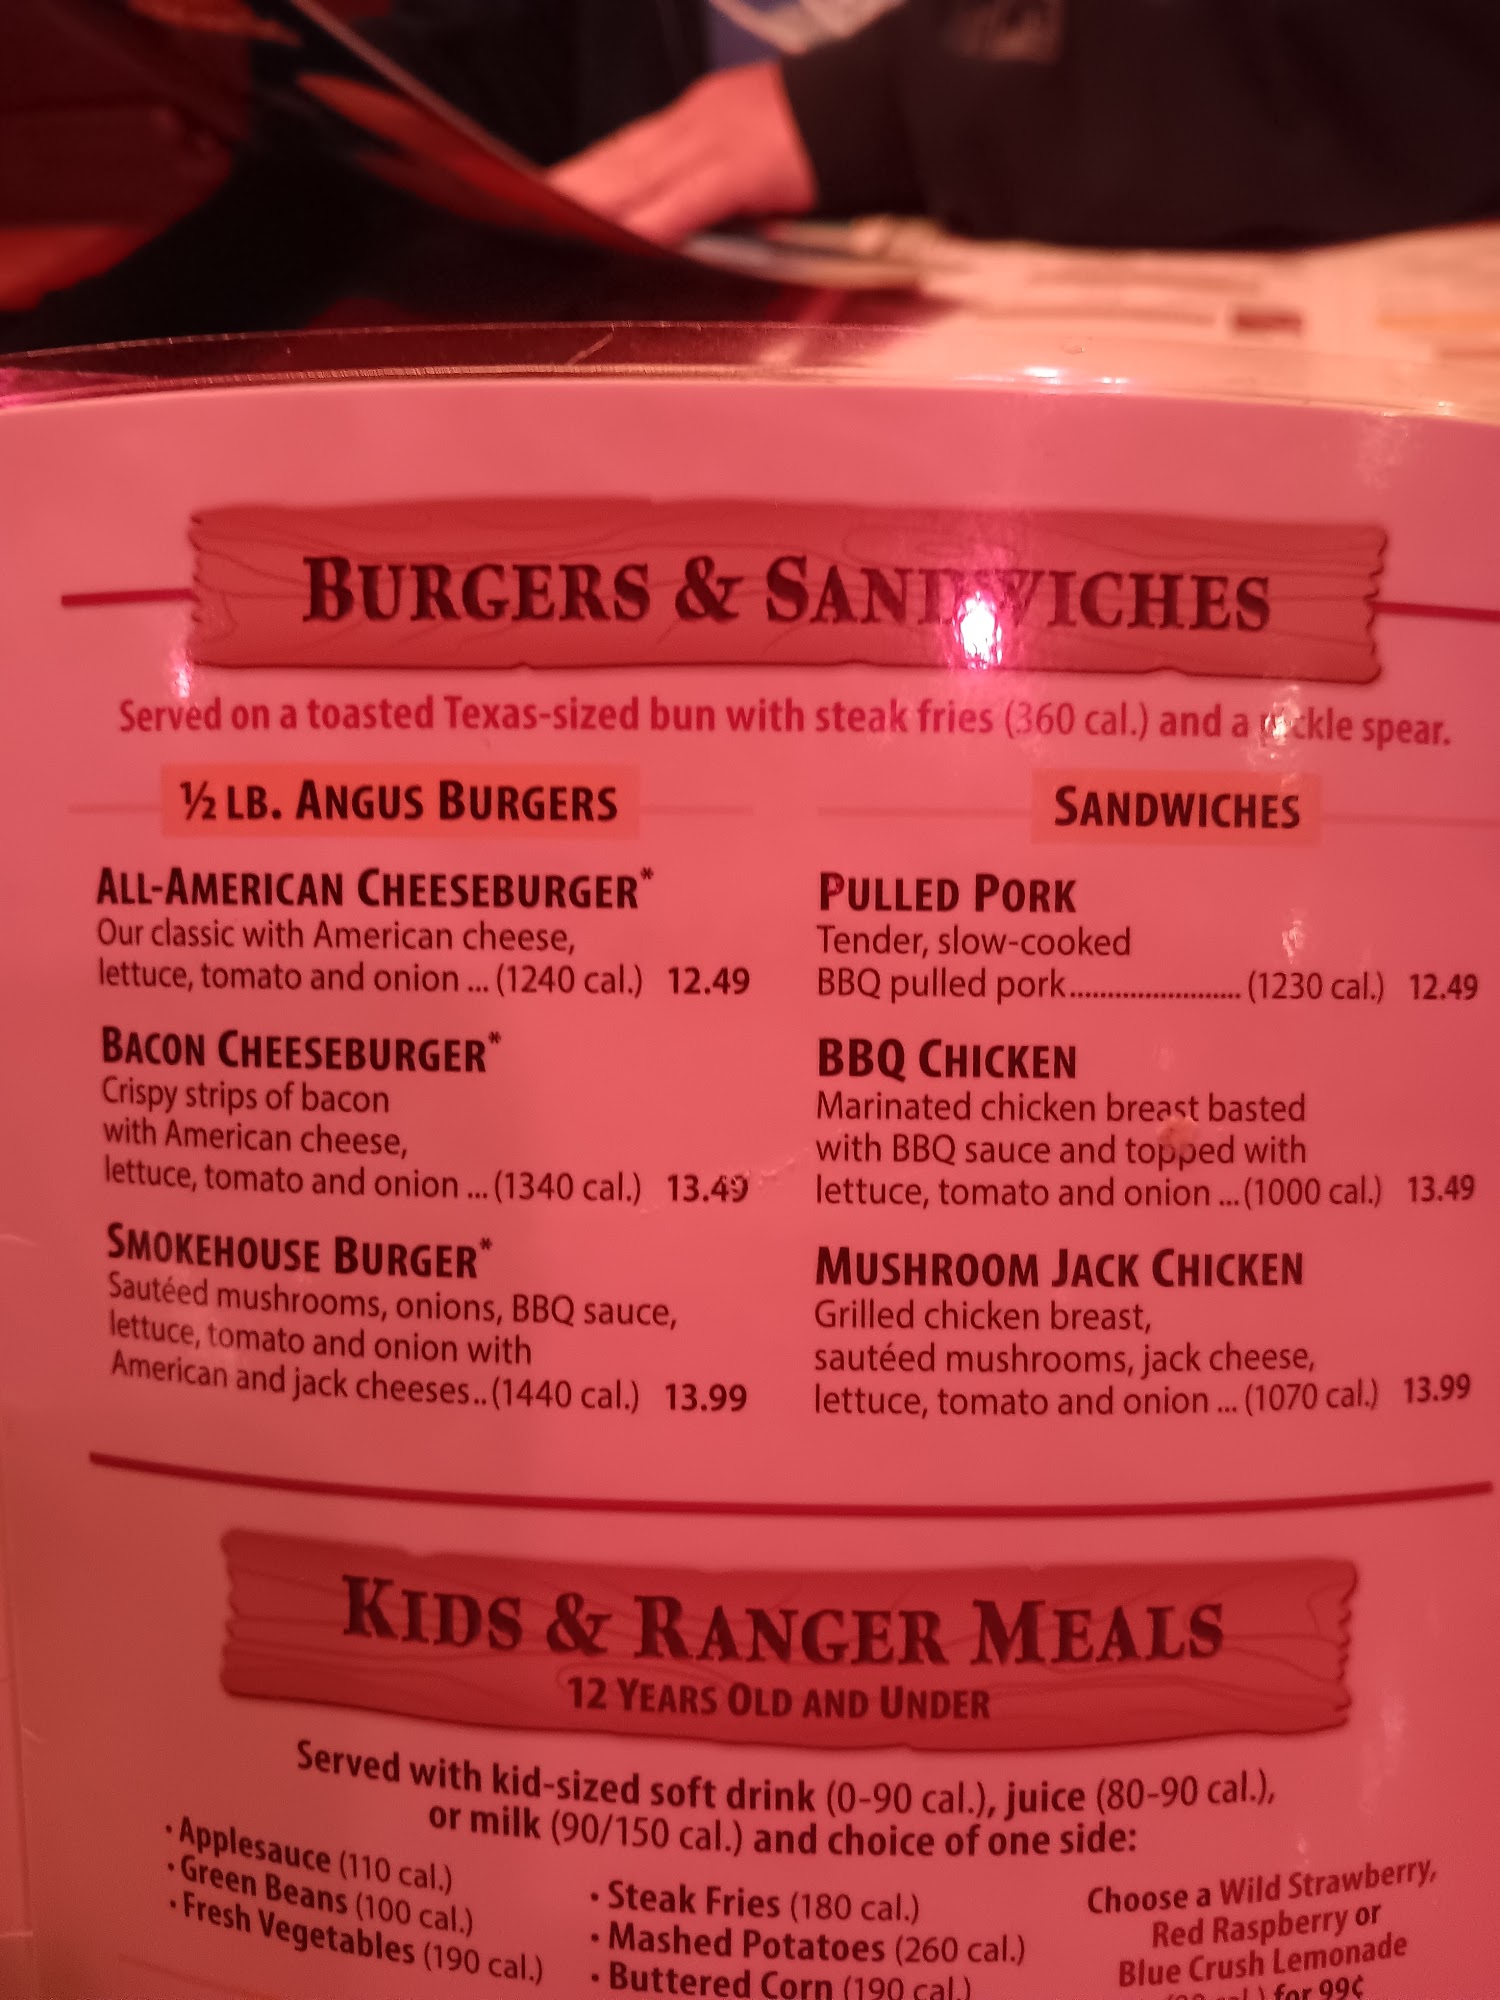 BURGERS & SANDWICHES
Served on a toasted Texas-sized bun with steak fries (360 cal.) and a pickle spear.
½ LB. ANGUS BURGERS
ALL-AMERICAN CHEESEBURGER*
Our classic with American cheese,
lettuce, tomato and onion ... (1240 cal.) 12.49
BACON CHEESEBURGER*
Crispy strips of bacon
with American cheese,
lettuce, tomato and onion ... (1340 cal.) 13.49
SMOKEHOUSE BURGER*
Sautéed mushrooms, onions, BBQ sauce,
lettuce, tomato and onion with
American and jack cheeses.. (1440 cal.) 13.99
SANDWICHES
PULLED PORK
Tender, slow-cooked
BBQ pulled pork....................... (1230 cal.) 12.49
BBQ CHICKEN
Marinated chicken breast basted
with BBQ sauce and topped with
lettuce, tomato and onion ... (1000 cal.) 13.49
MUSHROOM JACK CHICKEN
Grilled chicken breast,
sautéed mushrooms, jack cheese,
lettuce, tomato and onion ... (1070 cal.) 13.99
KIDS & RANGER MEALS
12 YEARS OLD AND UNDER
Served with kid-sized soft drink (0-90 cal.), juice (80-90 cal.),
or milk (90/150 cal.) and choice of one side:
· Applesauce (110 cal.)
· Green Beans (100 cal.)
· Fresh Vegetables (190 cal.)
· Steak Fries (180 cal.)
· Mashed Potatoes (260 cal.)
· Buttered Corn (190 cal.)
Choose a Wild Strawberry,
Red Raspberry or
Blue Crush Lemonade
for 99¢